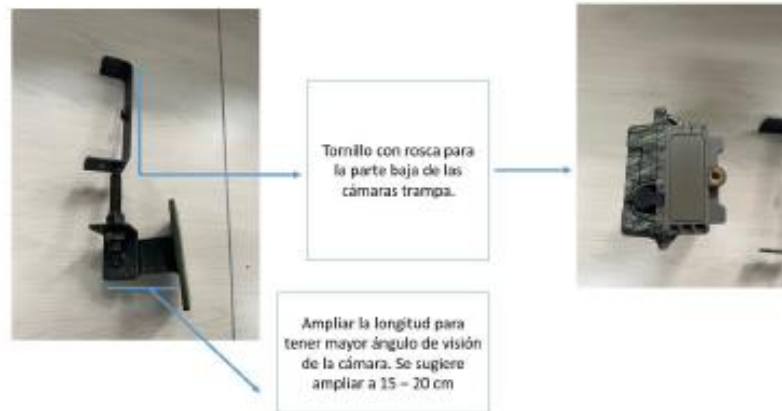 Tornillo con rosca para
la parte baja de las
cámaras trampa.
Ampliar la longitud para
tener mayor ángulo de visión
de la cámara. Se sugiere
ampliar a 15 – 20 cm